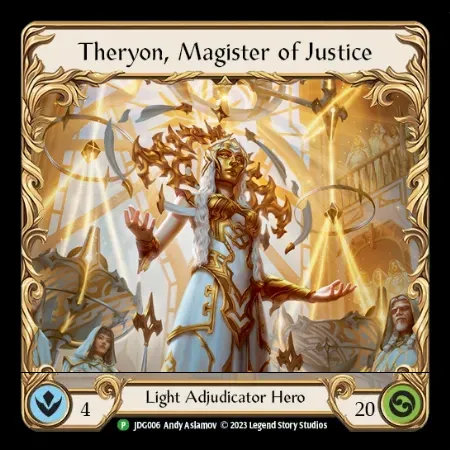 Theryon, Magister of Justice
4
Light Adjudicator Hero
20
P JDG006 Andy Aslamov © 2023 Legend Story Studios